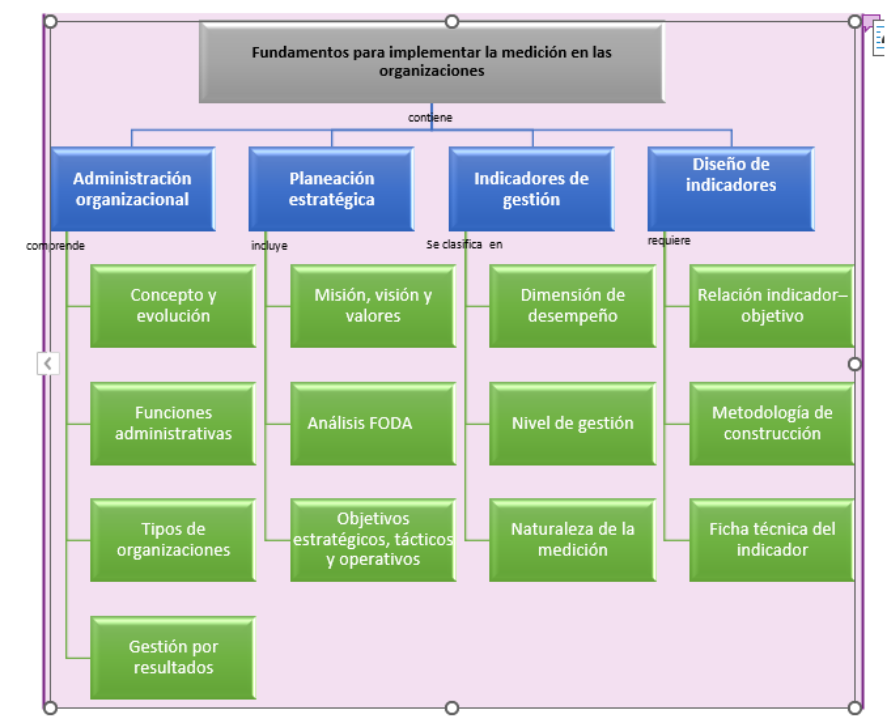 Fundamentos para implementar la medición en las
organizaciones
contiene
Administración
organizacional
Planeación
estratégica
Indicadores de
gestión
Diseño de
indicadores
comprende
incluye
Se clasifica en
requiere
Concepto y
evolución
Misión, visión y
valores
Dimensión de
desempeño
Relación indicador–
objetivo
Funciones
administrativas
Análisis FODA
Nivel de gestión
Metodología de
construcción
Tipos de
organizaciones
Objetivos
estratégicos, tácticos
y operativos
Naturaleza de la
medición
Ficha técnica del
indicador
Gestión por
resultados